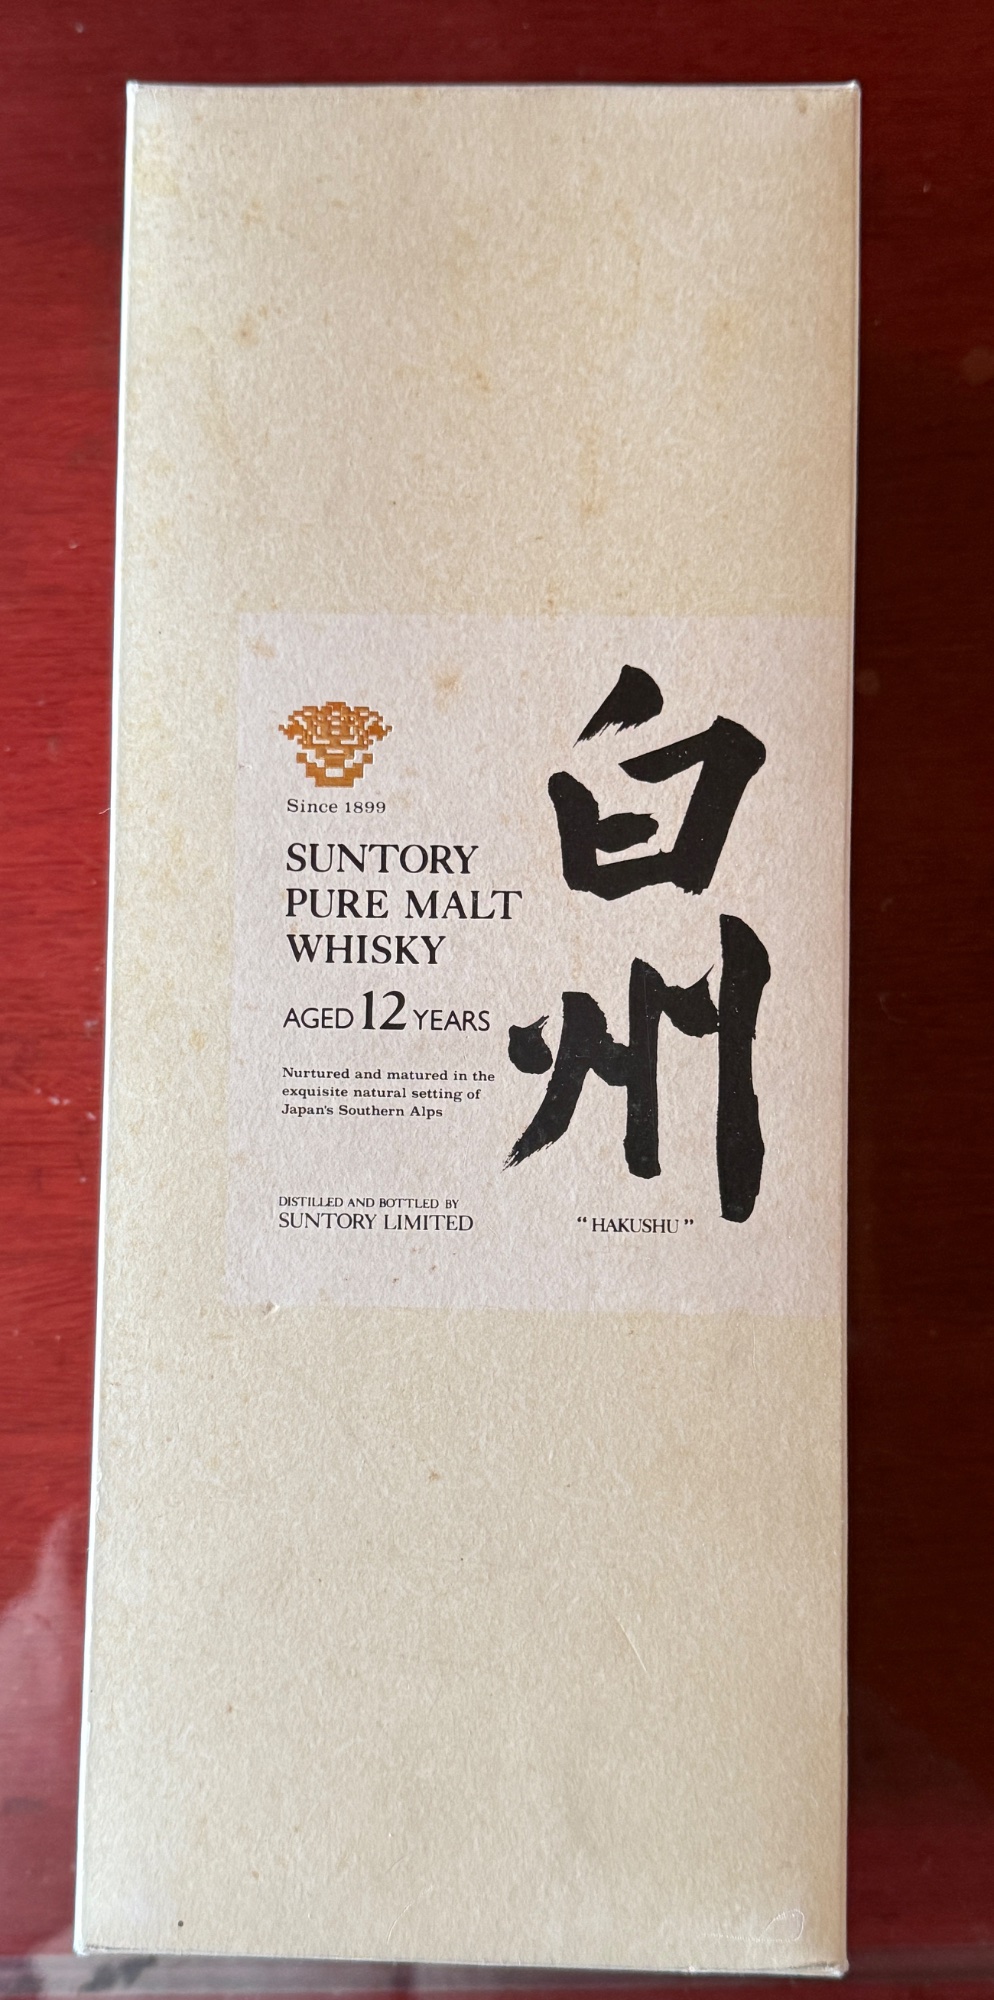 白州
Since 1899
SUNTORY
PURE MALT
WHISKY
AGED 12 YEARS
Nurtured and matured in the
exquisite natural setting of
Japan's Southern Alps
DISTILLED AND BOTTLED BY
SUNTORY LIMITED
“HAKUSHU”